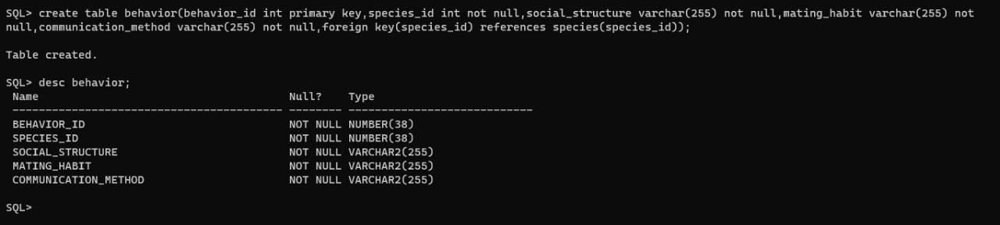 SQL> create table behavior(behavior_id int primary key,species_id int not null,social_structure varchar(255) not null,mating_habit varchar(255) not
null,communication_method varchar(255) not null,foreign key(species_id) references species(species_id));
Table created.
SQL> desc behavior;
Name Null? Type
----------------------------------------- -------- ----------------------------
BEHAVIOR_ID NOT NULL NUMBER(38)
SPECIES_ID NOT NULL NUMBER(38)
SOCIAL_STRUCTURE NOT NULL VARCHAR2(255)
MATING_HABIT NOT NULL VARCHAR2(255)
COMMUNICATION_METHOD NOT NULL VARCHAR2(255)
SQL>